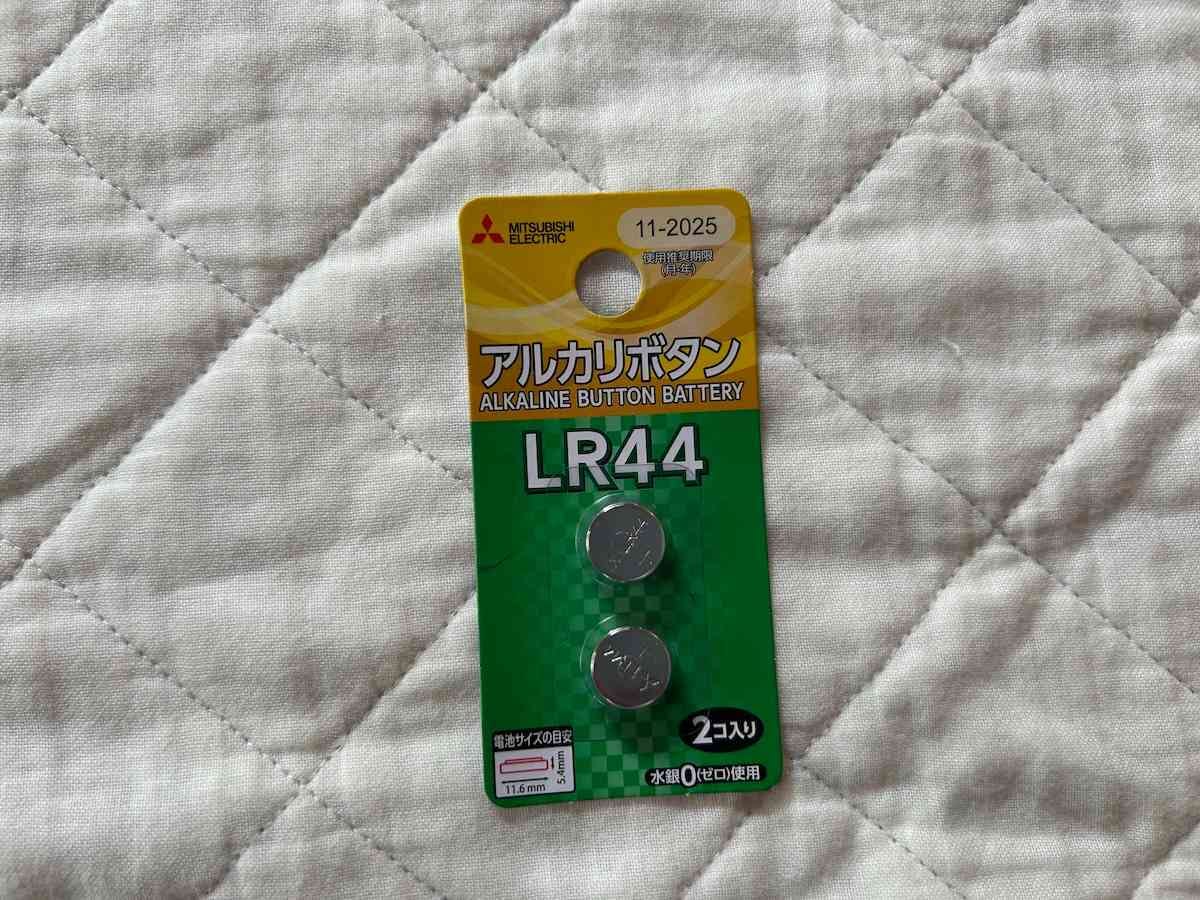 MITSUBISHI
ELECTRIC
11-2025
使用推奨期限
(月-年)
アルカリボタン
ALKALINE BUTTON BATTERY
LR44
2コ入り
電池サイズの目安
5.4mm
11.6mm
水銀0(ゼロ)使用